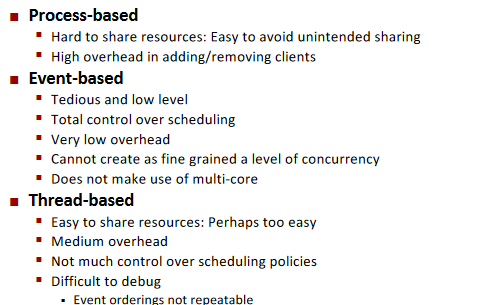 Process-based
Hard to share resources: Easy to avoid unintended sharing
High overhead in adding/removing clients
Event-based
Tedious and low level
Total control over scheduling
Very low overhead
Cannot create as fine grained a level of concurrency
Does not make use of multi-core
Thread-based
Easy to share resources: Perhaps too easy
Medium overhead
Not much control over scheduling policies
Difficult to debug
Event orderings not repeatable